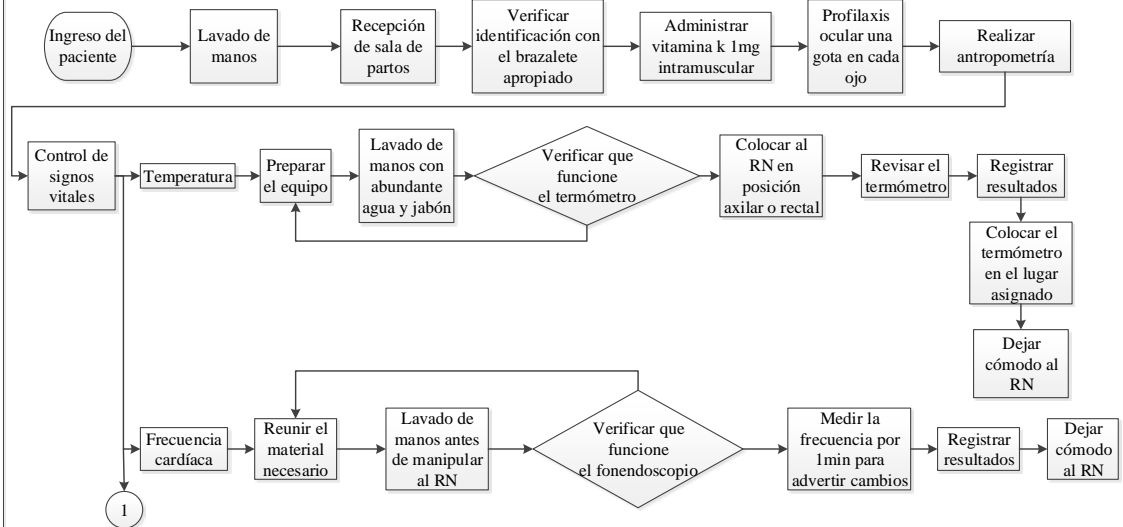 Ingreso del
paciente
Lavado de
manos
Recepción
de sala de
partos
Verificar
identificación con
el brazalete
apropiado
Administrar
vitamina k 1mg
intramuscular
Profilaxis
ocular una
gota en cada
ojo
Realizar
antropometría
Control de
signos
vitales
Temperatura
Preparar
el equipo
Lavado de
manos con
abundante
agua y jabón
Verificar que
funcione
el termómetro
Colocar al
RN en
posición
axilar o rectal
Revisar el
termómetro
Registrar
resultados
Colocar el
termómetro
en el lugar
asignado
Dejar
cómodo al
RN
Frecuencia
cardíaca
Reunir el
material
necesario
Lavado de
manos antes
de manipular
al RN
Verificar que
funcione
el fonendoscopio
Medir la
frecuencia por
1min para
advertir cambios
Registrar
resultados
Dejar
cómodo
al RN
1